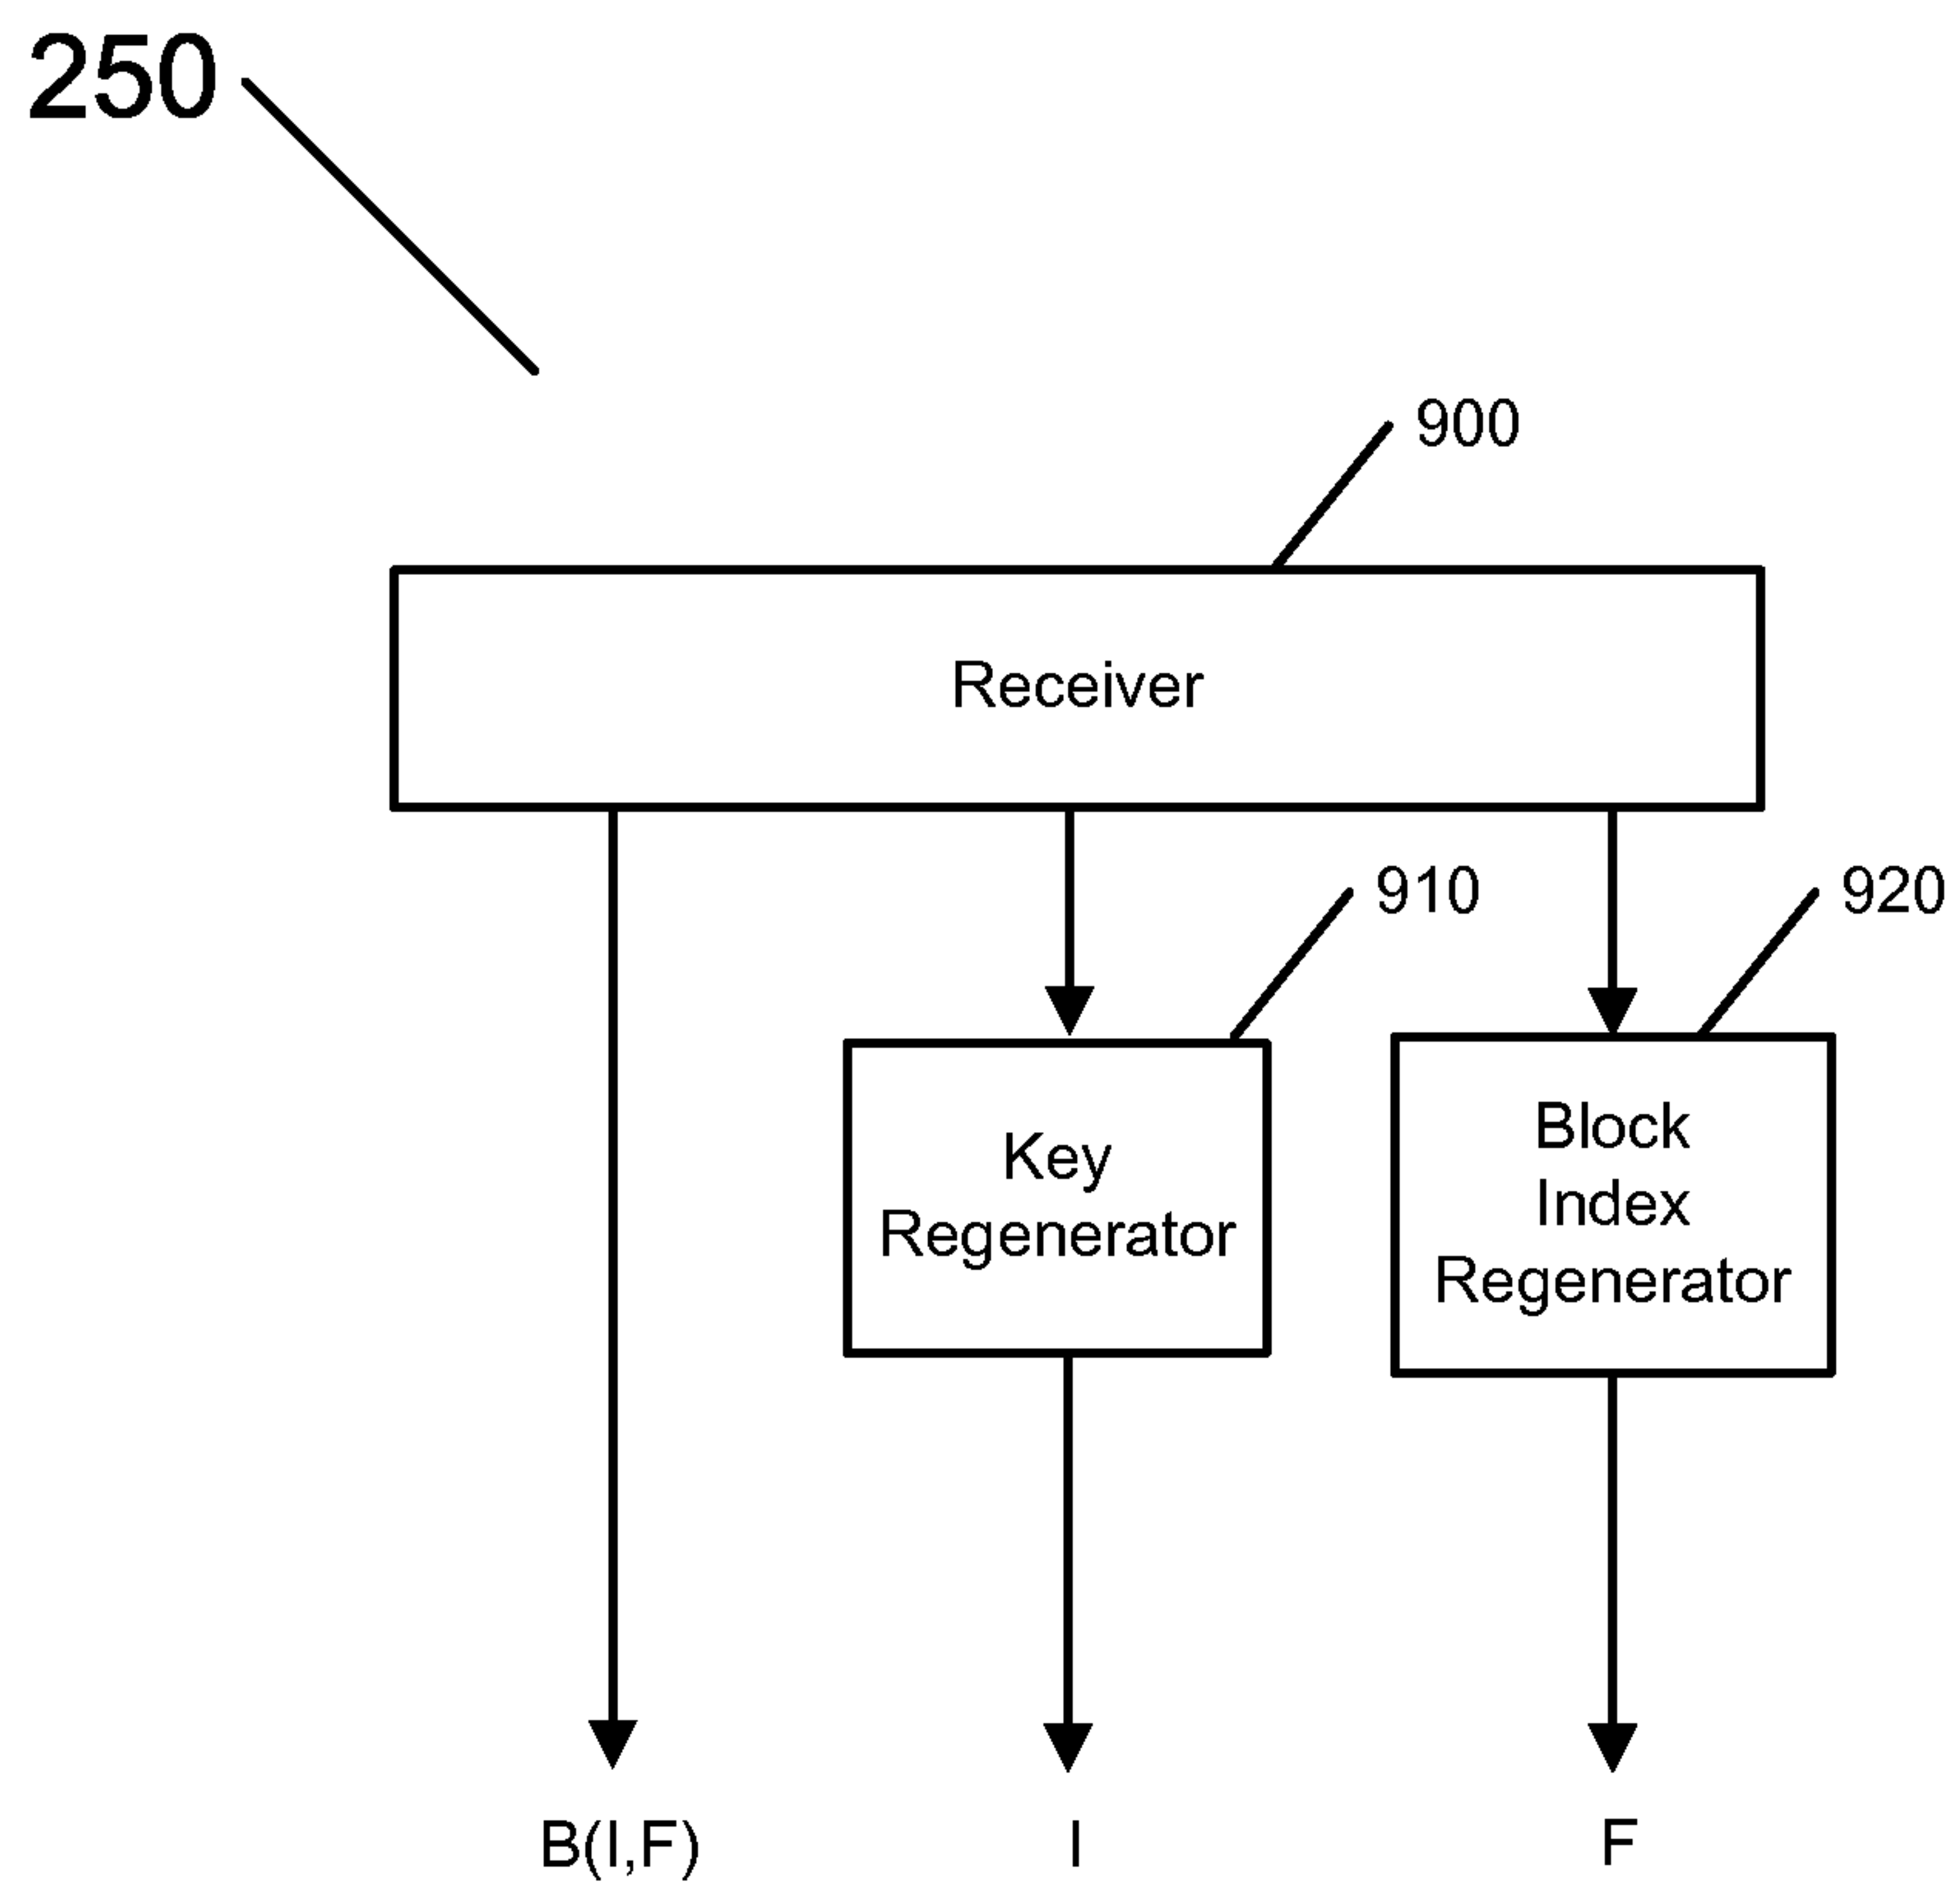 250
900
Receiver
910
920
Key
Regenerator
Block
Index
Regenerator
B(I,F)
I
F